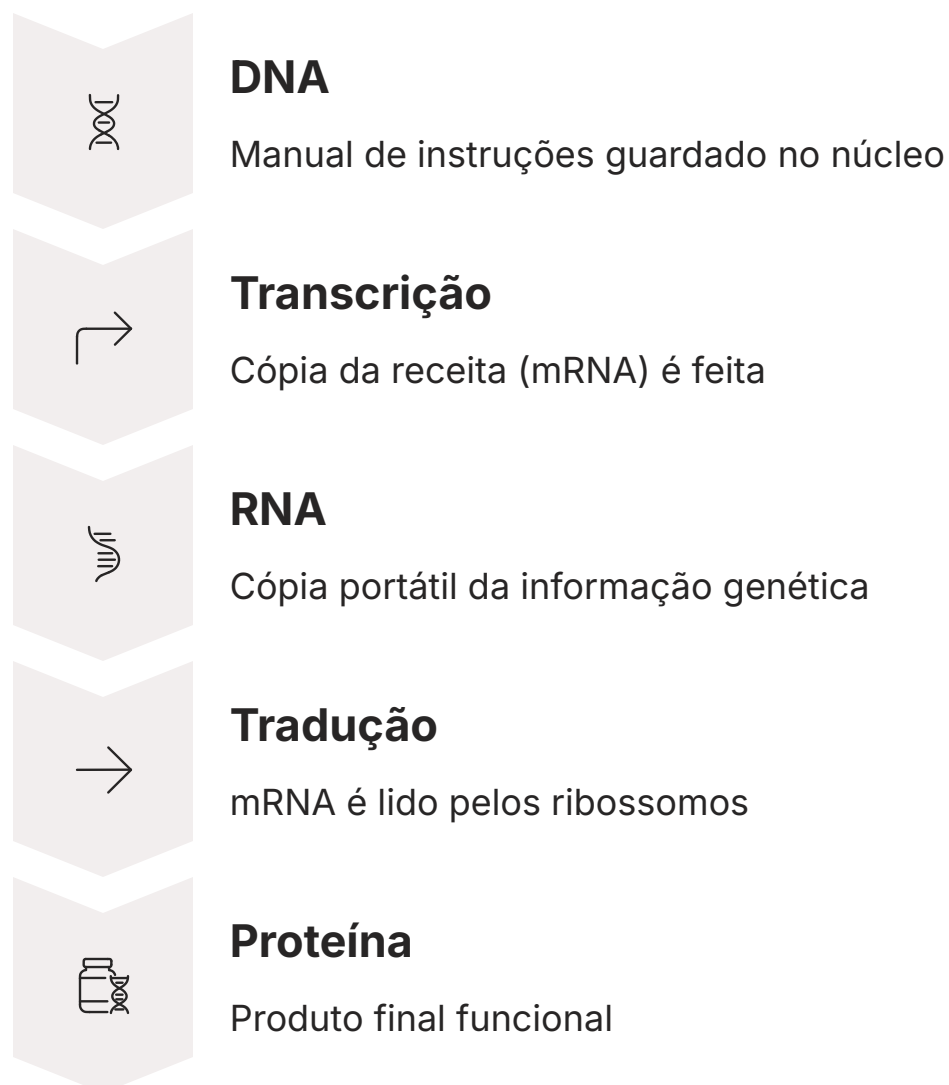 DNA
Manual de instruções guardado no núcleo
Transcrição
Cópia da receita (mRNA) é feita
RNA
Cópia portátil da informação genética
Tradução
mRNA é lido pelos ribossomos
Proteína
Produto final funcional